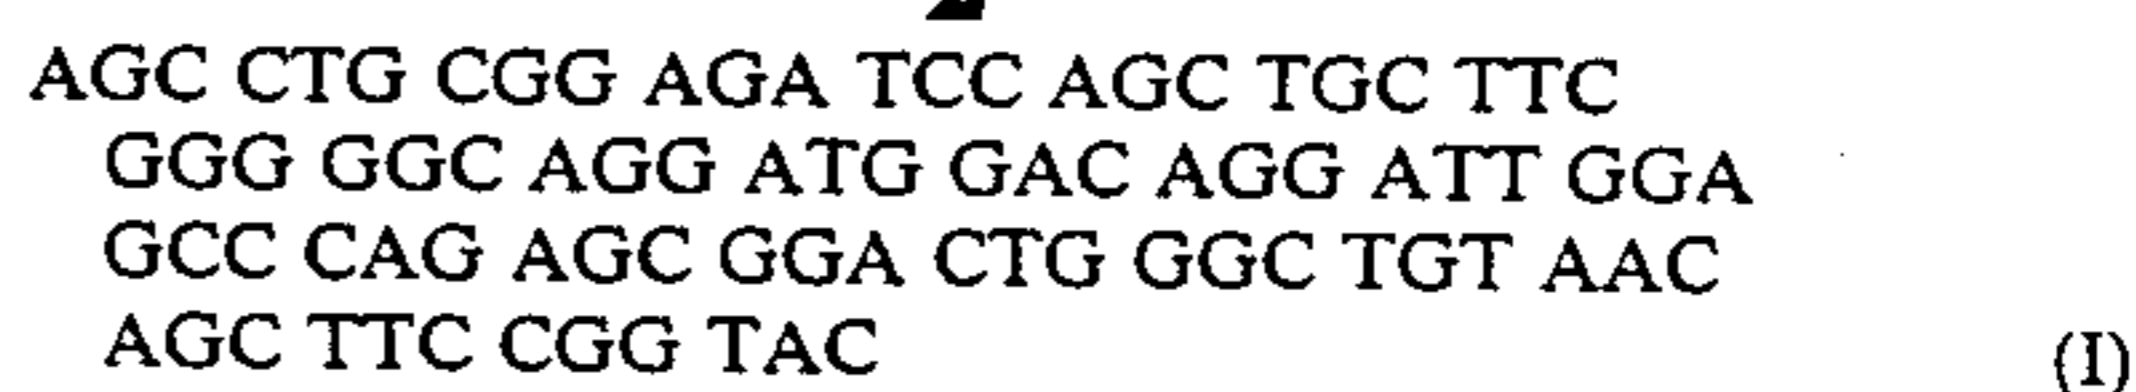 AGC CTG CGG AGA TCC AGC TGC TTC
GGG GGC AGG ATG GAC AGG ATT GGA
GCC CAG AGC GGA CTG GGC TGT AAC
AGC TTC CGG TAC (I)